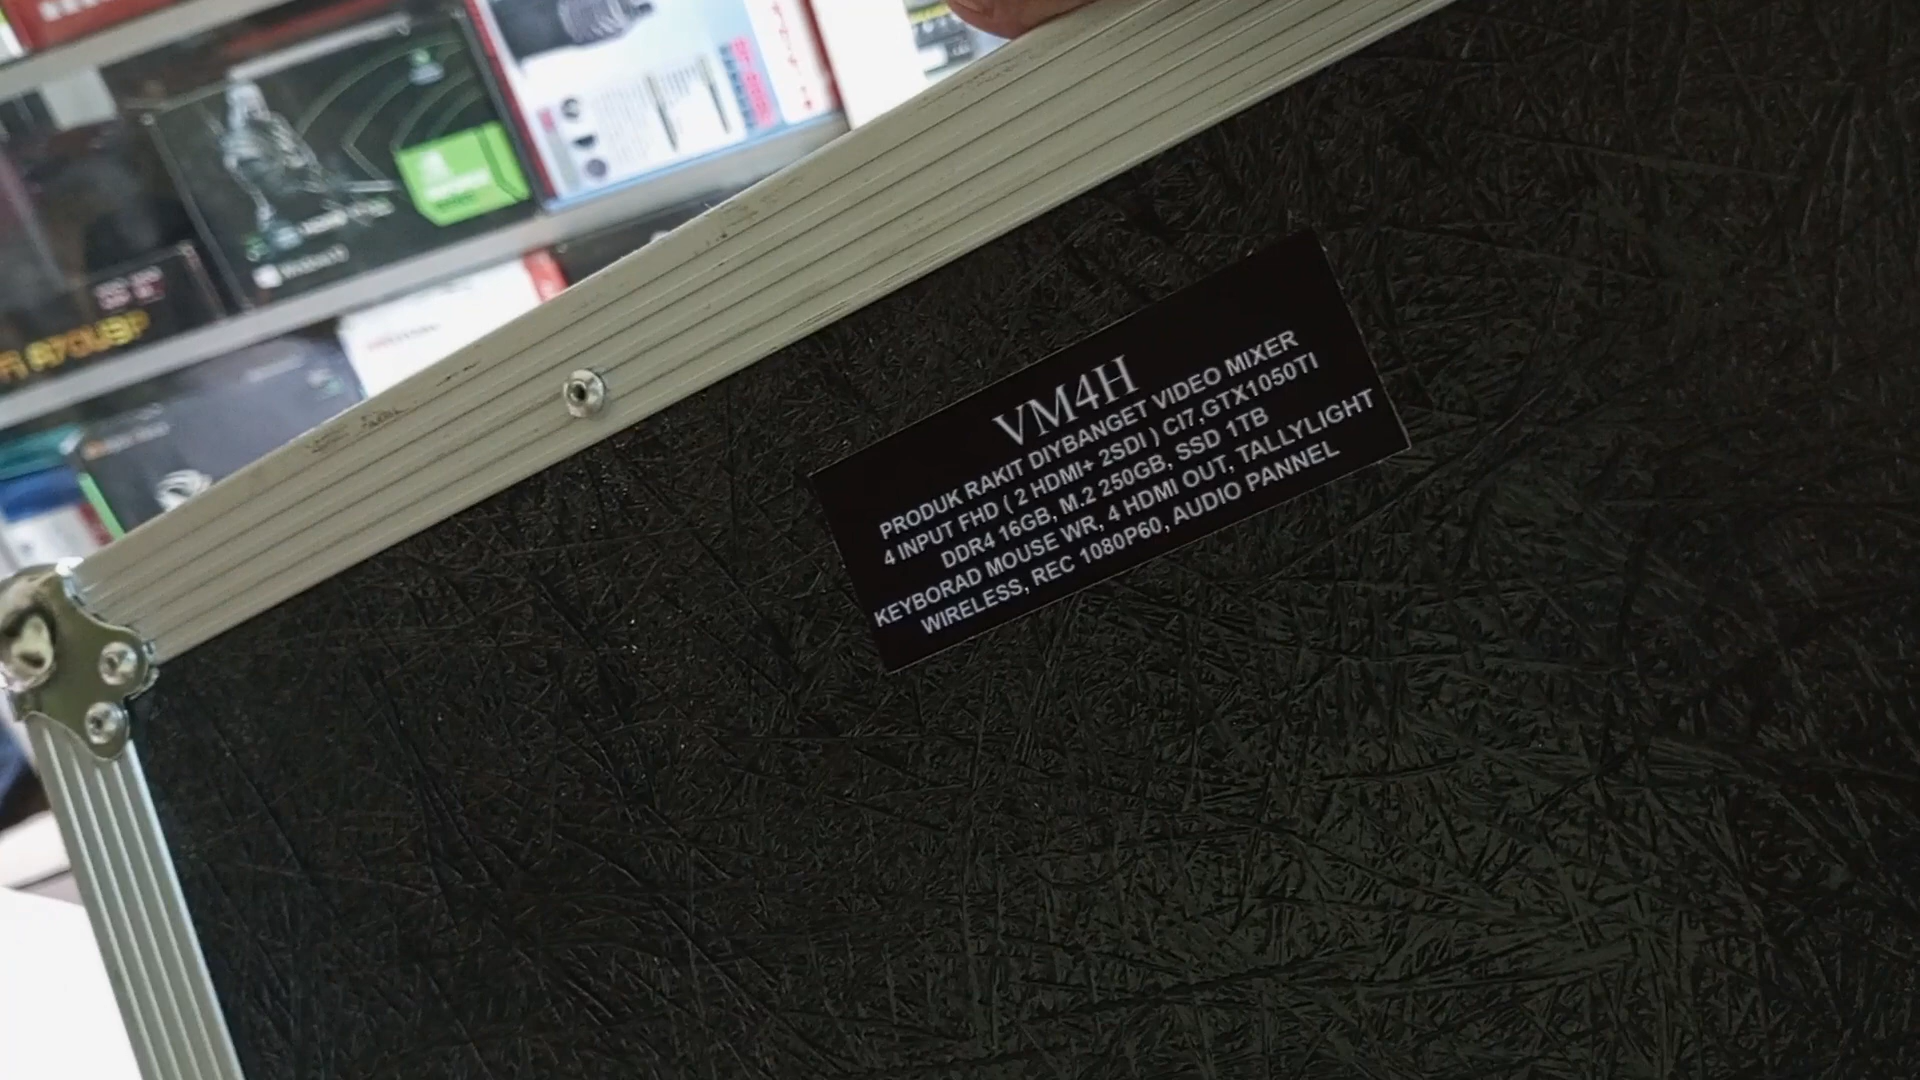 VM4H
PRODUK RAKIT DIYBANGET VIDEO MIXER
4 INPUT FHD ( 2 HDMI+ 2SDI ) CI7,GTX1050TI
DDR4 16GB, M.2 250GB, SSD 1TB
KEYBORAD MOUSE WR, 4 HDMI OUT, TALLYLIGHT
WIRELESS, REC 1080P60, AUDIO PANNEL